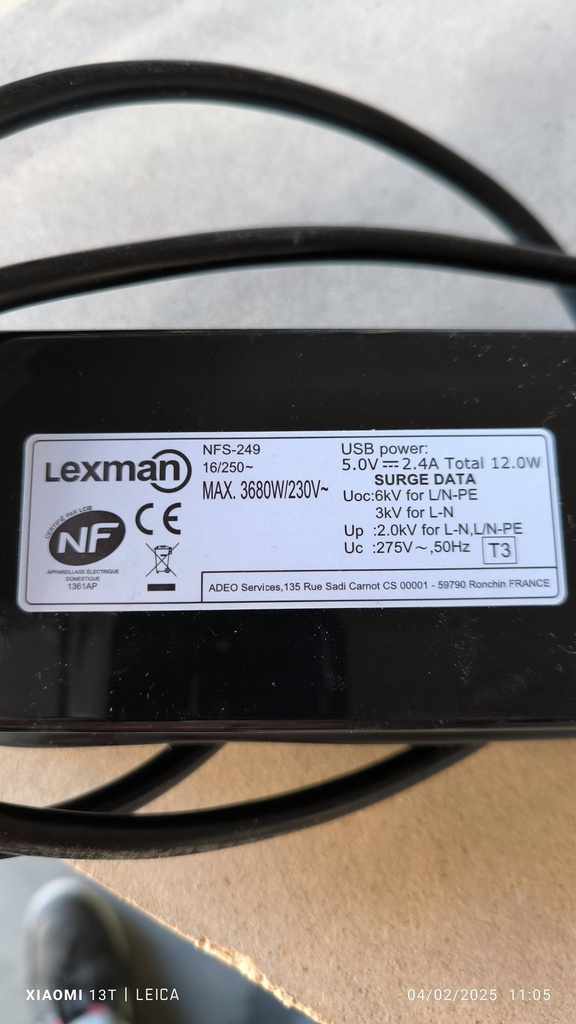 Lexman
NFS-249
16/250~
MAX. 3680W/230V~
CERTIFIÉ PAR LCIE
NF
APPAREILLAGE ÉLECTRIQUE
DOMESTIQUE
1361AP
CE
USB power:
5.0V⎓2.4A Total 12.0W
SURGE DATA
Uoc:6kV for L/N-PE
3kV for L-N
Up :2.0kV for L-N,L/N-PE
Uc :275V~,50Hz T3
ADEO Services,135 Rue Sadi Carnot CS 00001 - 59790 Ronchin FRANCE
XIAOMI 13T | LEICA
04/02/2025 11:05